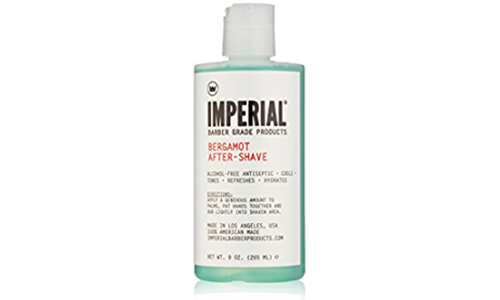 IMPERIAL®
BARBER GRADE PRODUCTS
BERGAMOT
AFTER-SHAVE
ALCOHOL-FREE ANTISEPTIC • COOLS •
TONES • REFRESHES • HYDRATES
DIRECTIONS:
APPLY A GENEROUS AMOUNT TO
PALMS, PAT HANDS TOGETHER AND
RUB LIGHTLY INTO SHAVEN AREA.
MADE IN LOS ANGELES, USA
100% AMERICAN MADE
IMPERIALBARBERPRODUCTS.COM
NET WT. 9 OZ. (265 ML)